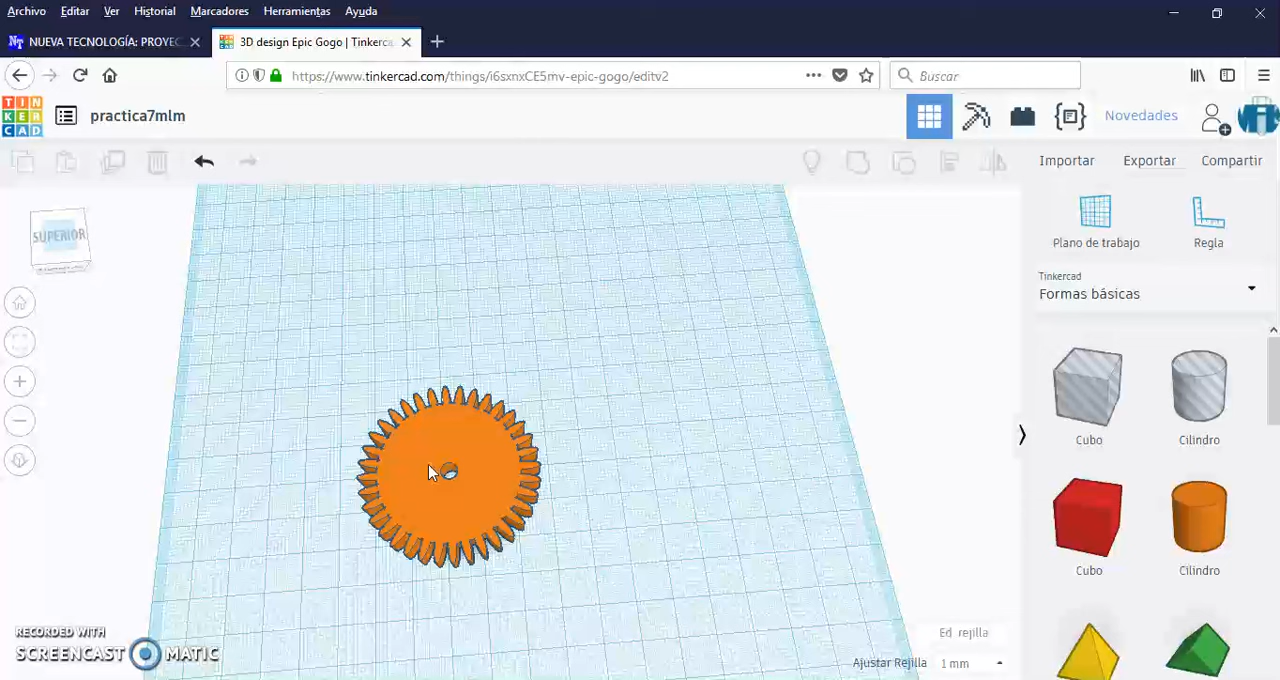 Archivo Editar Ver Historial Marcadores Herramientas Ayuda
NT NUEVA TECNOLOGÍA: PROYEC
3D design Epic Gogo | Tinkerca
https://www.tinkercad.com/things/i6sxnxCE5mv-epic-gogo/editv2
Buscar
TIN
KER
CAD
practica7mlm
Novedades
Importar Exportar Compartir
SUPERIOR
Plano de trabajo
Regla
Tinkercad
Formas básicas
Cubo
Cilindro
Cubo
Cilindro
Ed rejilla
Ajustar Rejilla 1 mm
RECORDED WITH
SCREENCAST MATIC